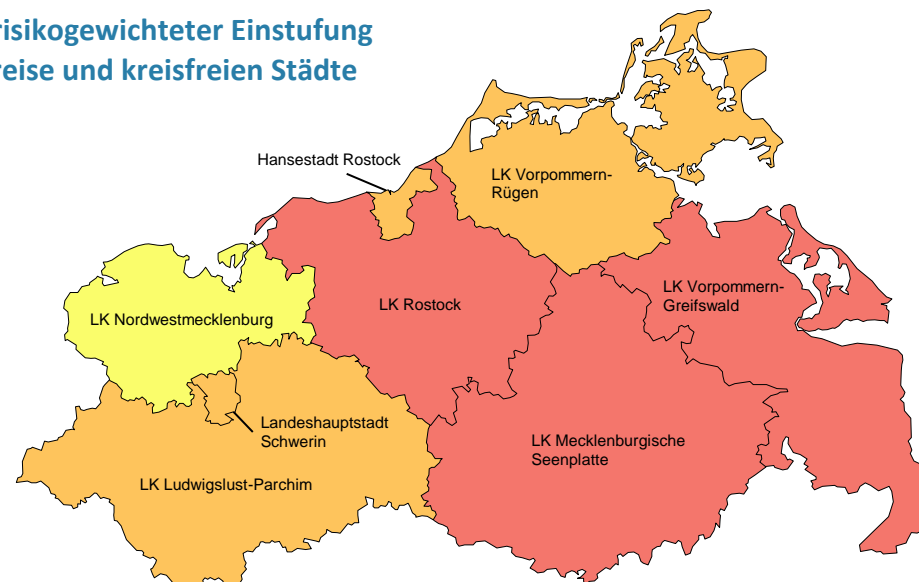 risikogewichteter Einstufung
reise und kreisfreien Städte
Hansestadt Rostock
LK Vorpommern-
Rügen
LK Nordwestmecklenburg
LK Rostock
LK Vorpommern-
Greifswald
Landeshauptstadt
Schwerin
LK Mecklenburgische
Seenplatte
LK Ludwigslust-Parchim